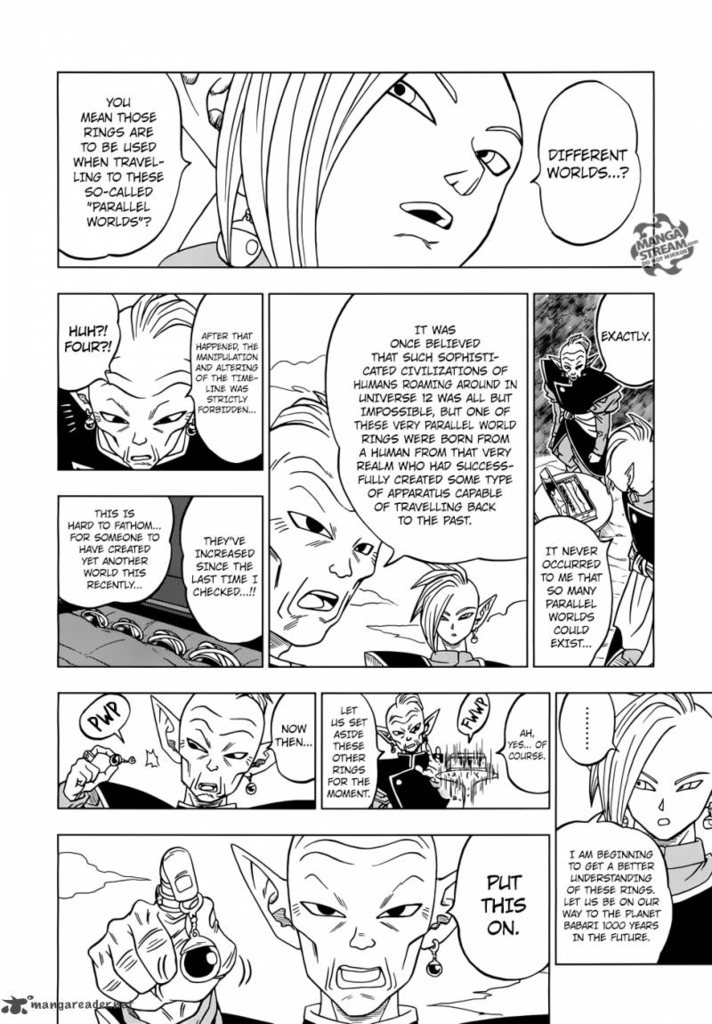 DIFFERENT
WORLDS...?
YOU
MEAN THOSE
RINGS ARE
TO BE USED
WHEN TRAVEL-
LING TO THESE
SO-CALLED
"PARALLEL
WORLDS"?
MANGA
STREAM.com
DO NOT MIRROR
EXACTLY.
IT NEVER
OCCURRED
TO ME THAT
SO MANY
PARALLEL
WORLDS
COULD
EXIST...
IT WAS
ONCE BELIEVED
THAT SUCH SOPHISTI-
CATED CIVILIZATIONS OF
HUMANS ROAMING AROUND IN
UNIVERSE 12 WAS ALL BUT
IMPOSSIBLE, BUT ONE OF
THESE VERY PARALLEL WORLD
RINGS WERE BORN FROM
A HUMAN FROM THAT VERY
REALM WHO HAD SUCCESS-
FULLY CREATED SOME TYPE
OF APPARATUS CAPABLE
OF TRAVELLING BACK
TO THE PAST.
AFTER THAT
HAPPENED, THE
MANIPULATION
AND ALTERING
OF THE TIME-
LINE WAS
STRICTLY
FORBIDDEN...
HUH?!
FOUR?!
THEY'VE
INCREASED
SINCE THE
LAST TIME I
CHECKED...!!
THIS IS
HARD TO FATHOM...
FOR SOMEONE TO
HAVE CREATED
YET ANOTHER
WORLD THIS
RECENTLY...
......
I AM BEGINNING
TO GET A BETTER
UNDERSTANDING
OF THESE RINGS.
LET US BE ON OUR
WAY TO THE PLANET
BABARI 1000 YEARS
IN THE FUTURE.
AH,
YES... OF
COURSE.
FWWP
LET
US SET
ASIDE
THESE
OTHER
RINGS
FOR THE
MOMENT.
NOW
THEN...
PWP
PUT
THIS
ON.
mangareader.net